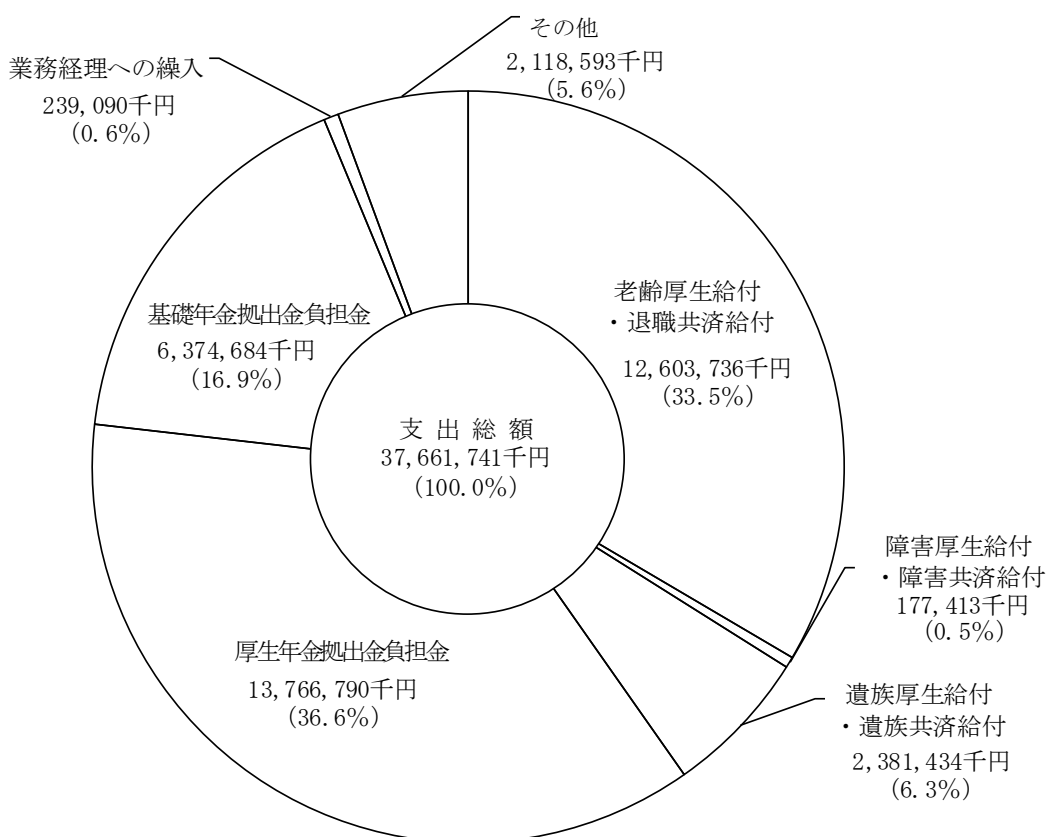 その他
2,118,593千円
(5.6%)
業務経理への繰入
239,090千円
(0.6%)
老齢厚生給付
・退職共済給付
12,603,736千円
(33.5%)
基礎年金拠出金負担金
6,374,684千円
(16.9%)
支出総額
37,661,741千円
(100.0%)
障害厚生給付
・障害共済給付
177,413千円
(0.5%)
厚生年金拠出金負担金
13,766,790千円
(36.6%)
遺族厚生給付
・遺族共済給付
2,381,434千円
(6.3%)